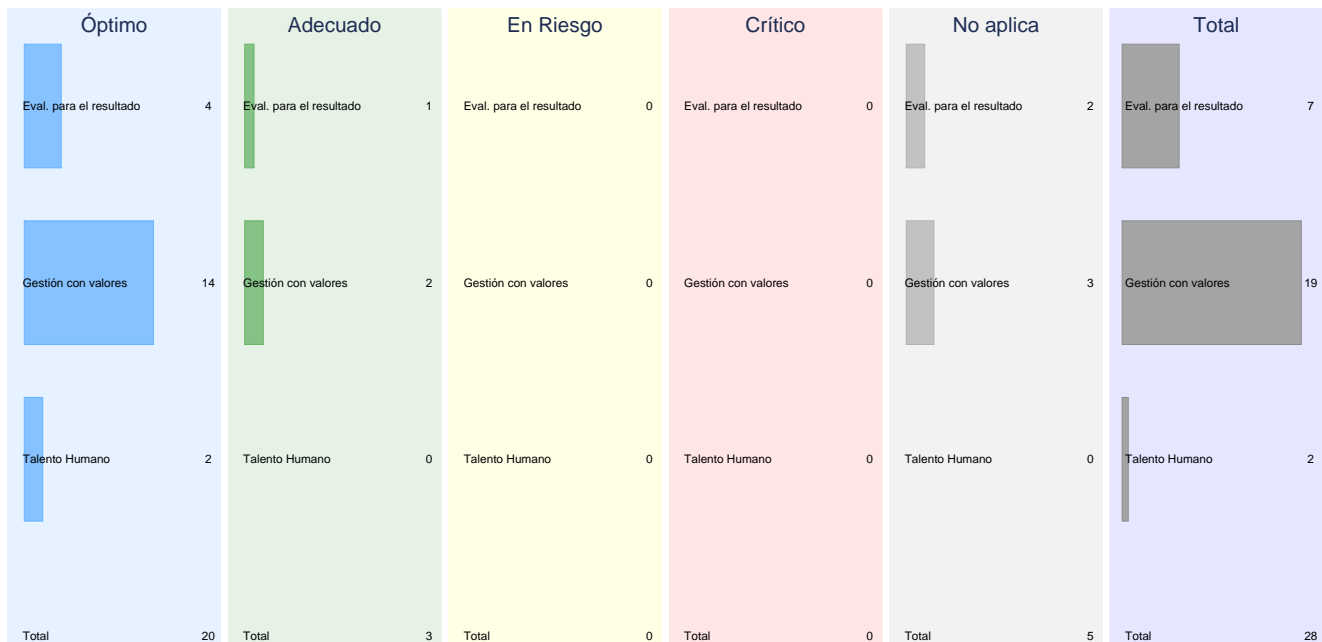 Óptimo Adecuado En Riesgo Crítico No aplica Total
Eval. para el resultado 4 Eval. para el resultado 1 Eval. para el resultado 0 Eval. para el resultado 0 Eval. para el resultado 2 Eval. para el resultado 7
Gestión con valores 14 Gestión con valores 2 Gestión con valores 0 Gestión con valores 0 Gestión con valores 3 Gestión con valores 19
Talento Humano 2 Talento Humano 0 Talento Humano 0 Talento Humano 0 Talento Humano 0 Talento Humano 2
Total 20 Total 3 Total 0 Total 0 Total 5 Total 28